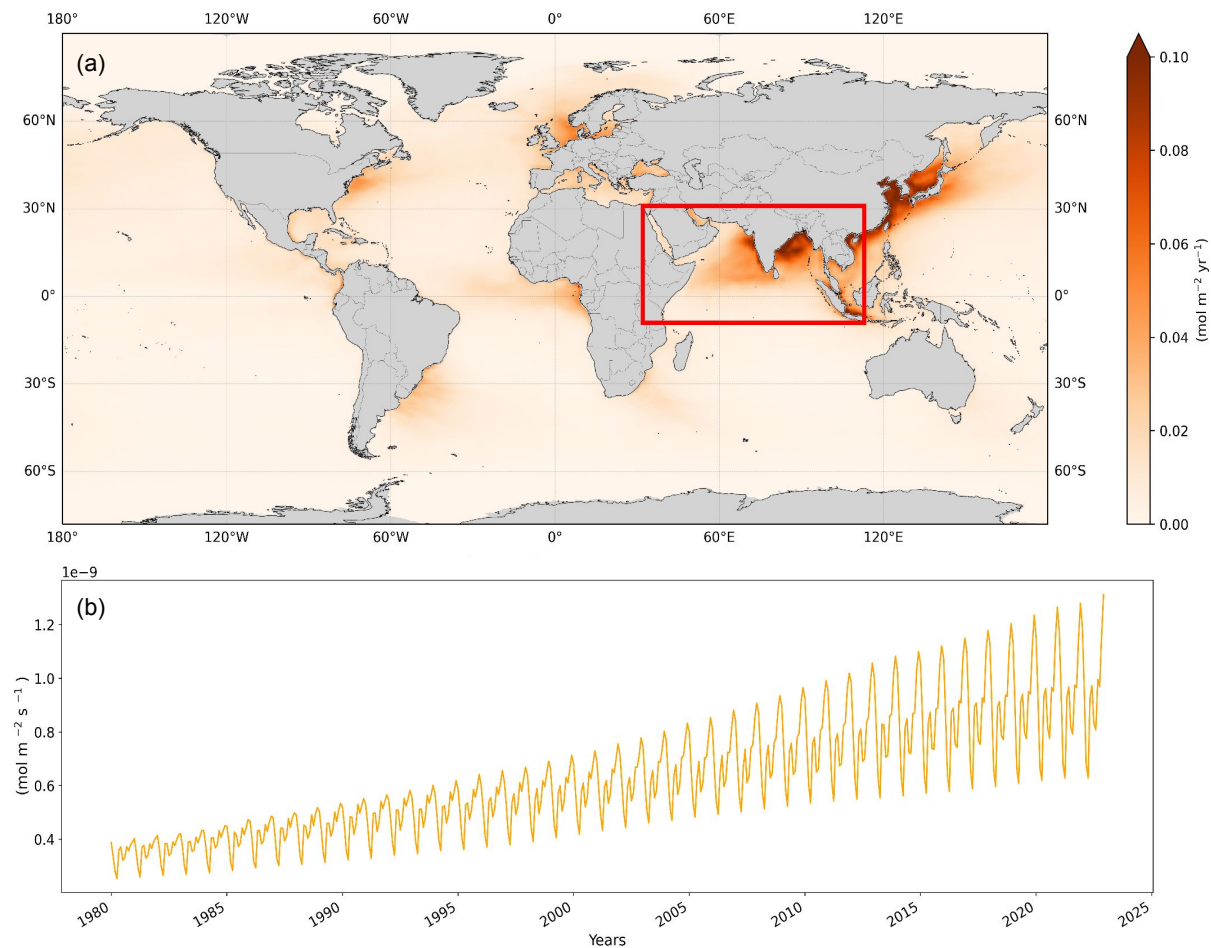 180° 120°W 60°W 0° 60°E 120°E
(a)
60°N 60°N
30°N 30°N
0° 0°
30°S 30°S
60°S 60°S
180° 120°W 60°W 0° 60°E 120°E
0.10
0.08
0.06
0.04
0.02
0.00
(mol m⁻² yr⁻¹)
1e−9
(b)
1.2
1.0
0.8
0.6
0.4
(mol m ⁻² s ⁻¹ )
1980 1985 1990 1995 2000 2005 2010 2015 2020 2025
Years